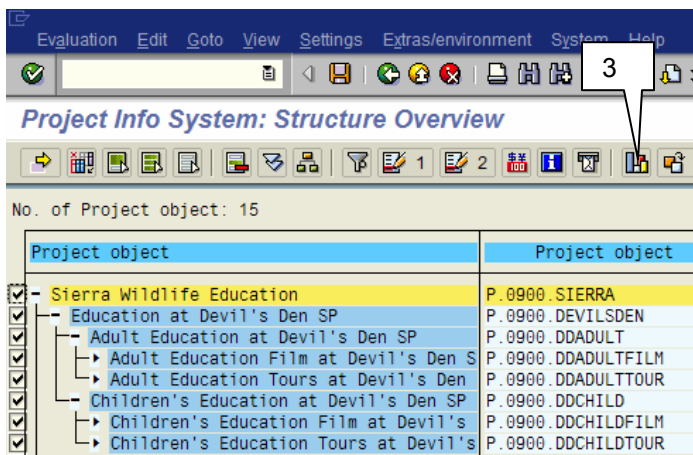 Evaluation Edit Goto View Settings Extras/environment System Help
3
Project Info System: Structure Overview
1 2
No. of Project object: 15
Project object Project object
Sierra Wildlife Education P.0900.SIERRA
Education at Devil's Den SP P.0900.DEVILSDEN
Adult Education at Devil's Den SP P.0900.DDADULT
Adult Education Film at Devil's Den S P.0900.DDADULTFILM
Adult Education Tours at Devil's Den P.0900.DDADULTTOUR
Children's Education at Devil's Den SP P.0900.DDCHILD
Children's Education Film at Devil's P.0900.DDCHILDFILM
Children's Education Tours at Devil's P.0900.DDCHILDTOUR